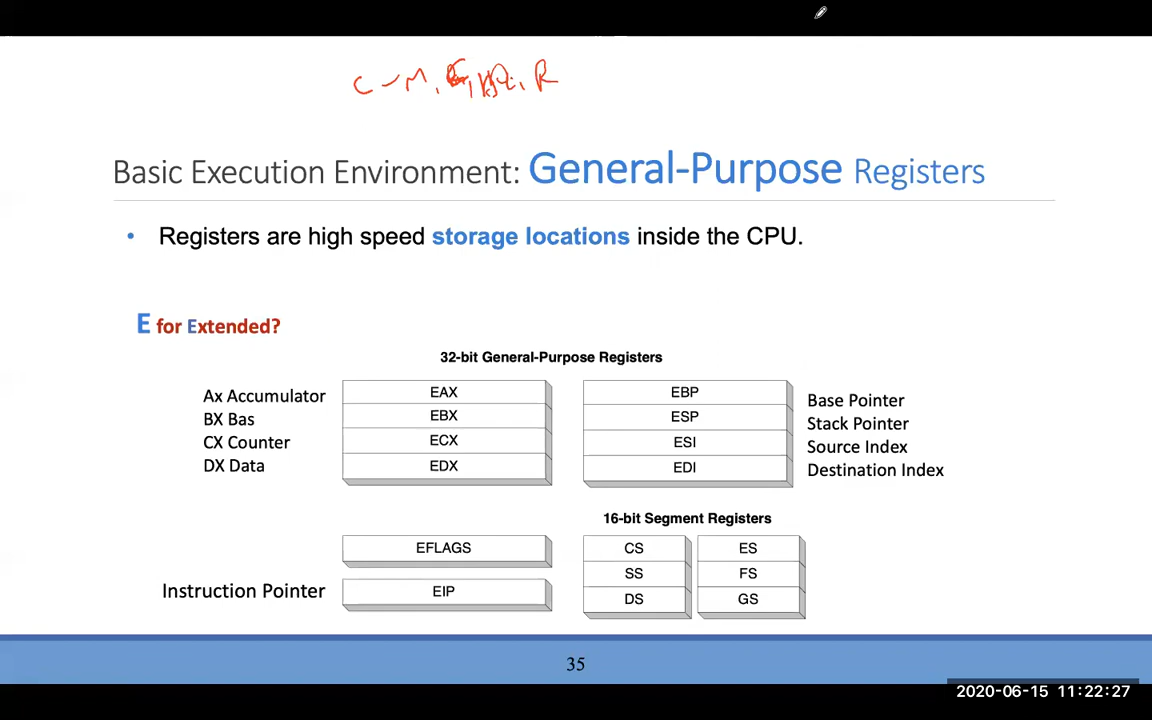 Basic Execution Environment: General-Purpose Registers
• Registers are high speed storage locations inside the CPU.
E for Extended?
32-bit General-Purpose Registers
Ax Accumulator EAX EBP Base Pointer
BX Bas EBX ESP Stack Pointer
CX Counter ECX ESI Source Index
DX Data EDX EDI Destination Index
16-bit Segment Registers
EFLAGS CS ES
SS FS
Instruction Pointer EIP DS GS
35
2020-06-15 11:22:27